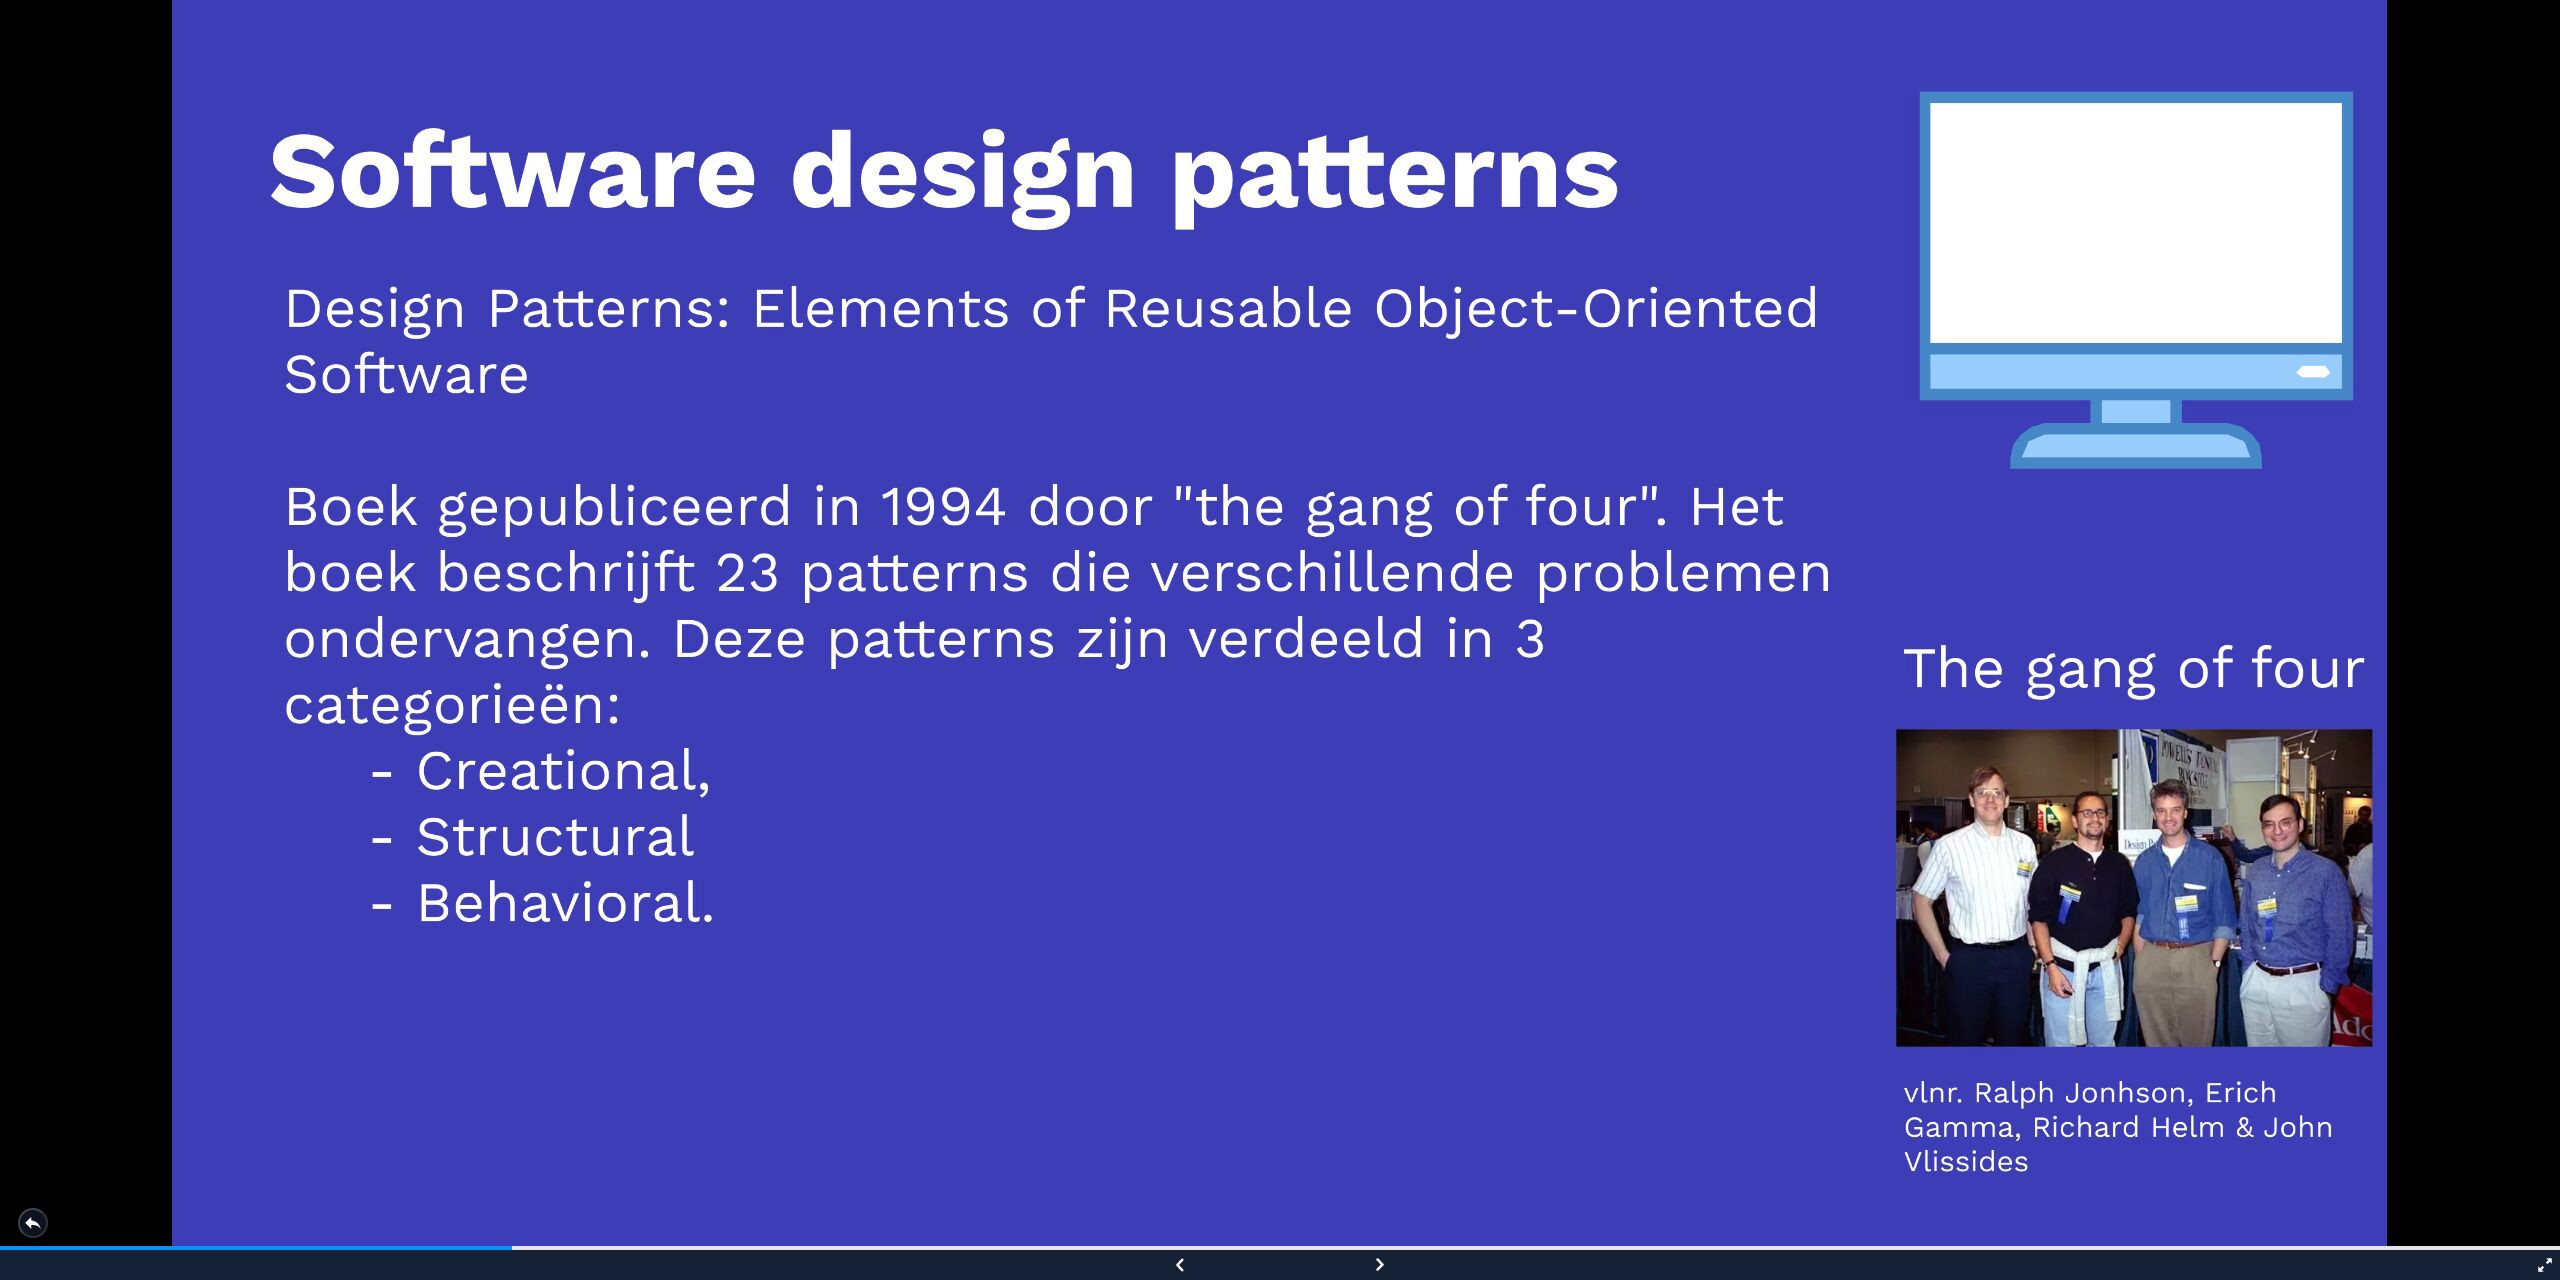 Software design patterns
Design Patterns: Elements of Reusable Object-Oriented
Software
Boek gepubliceerd in 1994 door "the gang of four". Het
boek beschrijft 23 patterns die verschillende problemen
ondervangen. Deze patterns zijn verdeeld in 3
categorieën:
- Creational,
- Structural
- Behavioral.
The gang of four
Design
vlnr. Ralph Jonhson, Erich
Gamma, Richard Helm & John
Vlissides